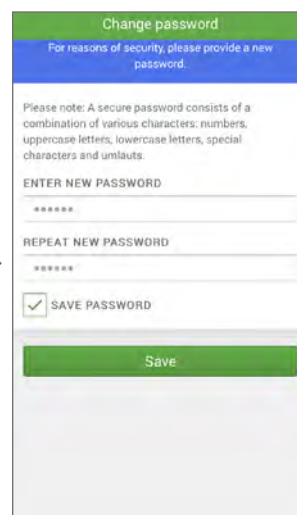 Change password
For reasons of security, please provide a new
password.
Please note: A secure password consists of a
combination of various characters: numbers,
uppercase letters, lowercase letters, special
characters and umlauts.
ENTER NEW PASSWORD
******
REPEAT NEW PASSWORD
******
SAVE PASSWORD
Save